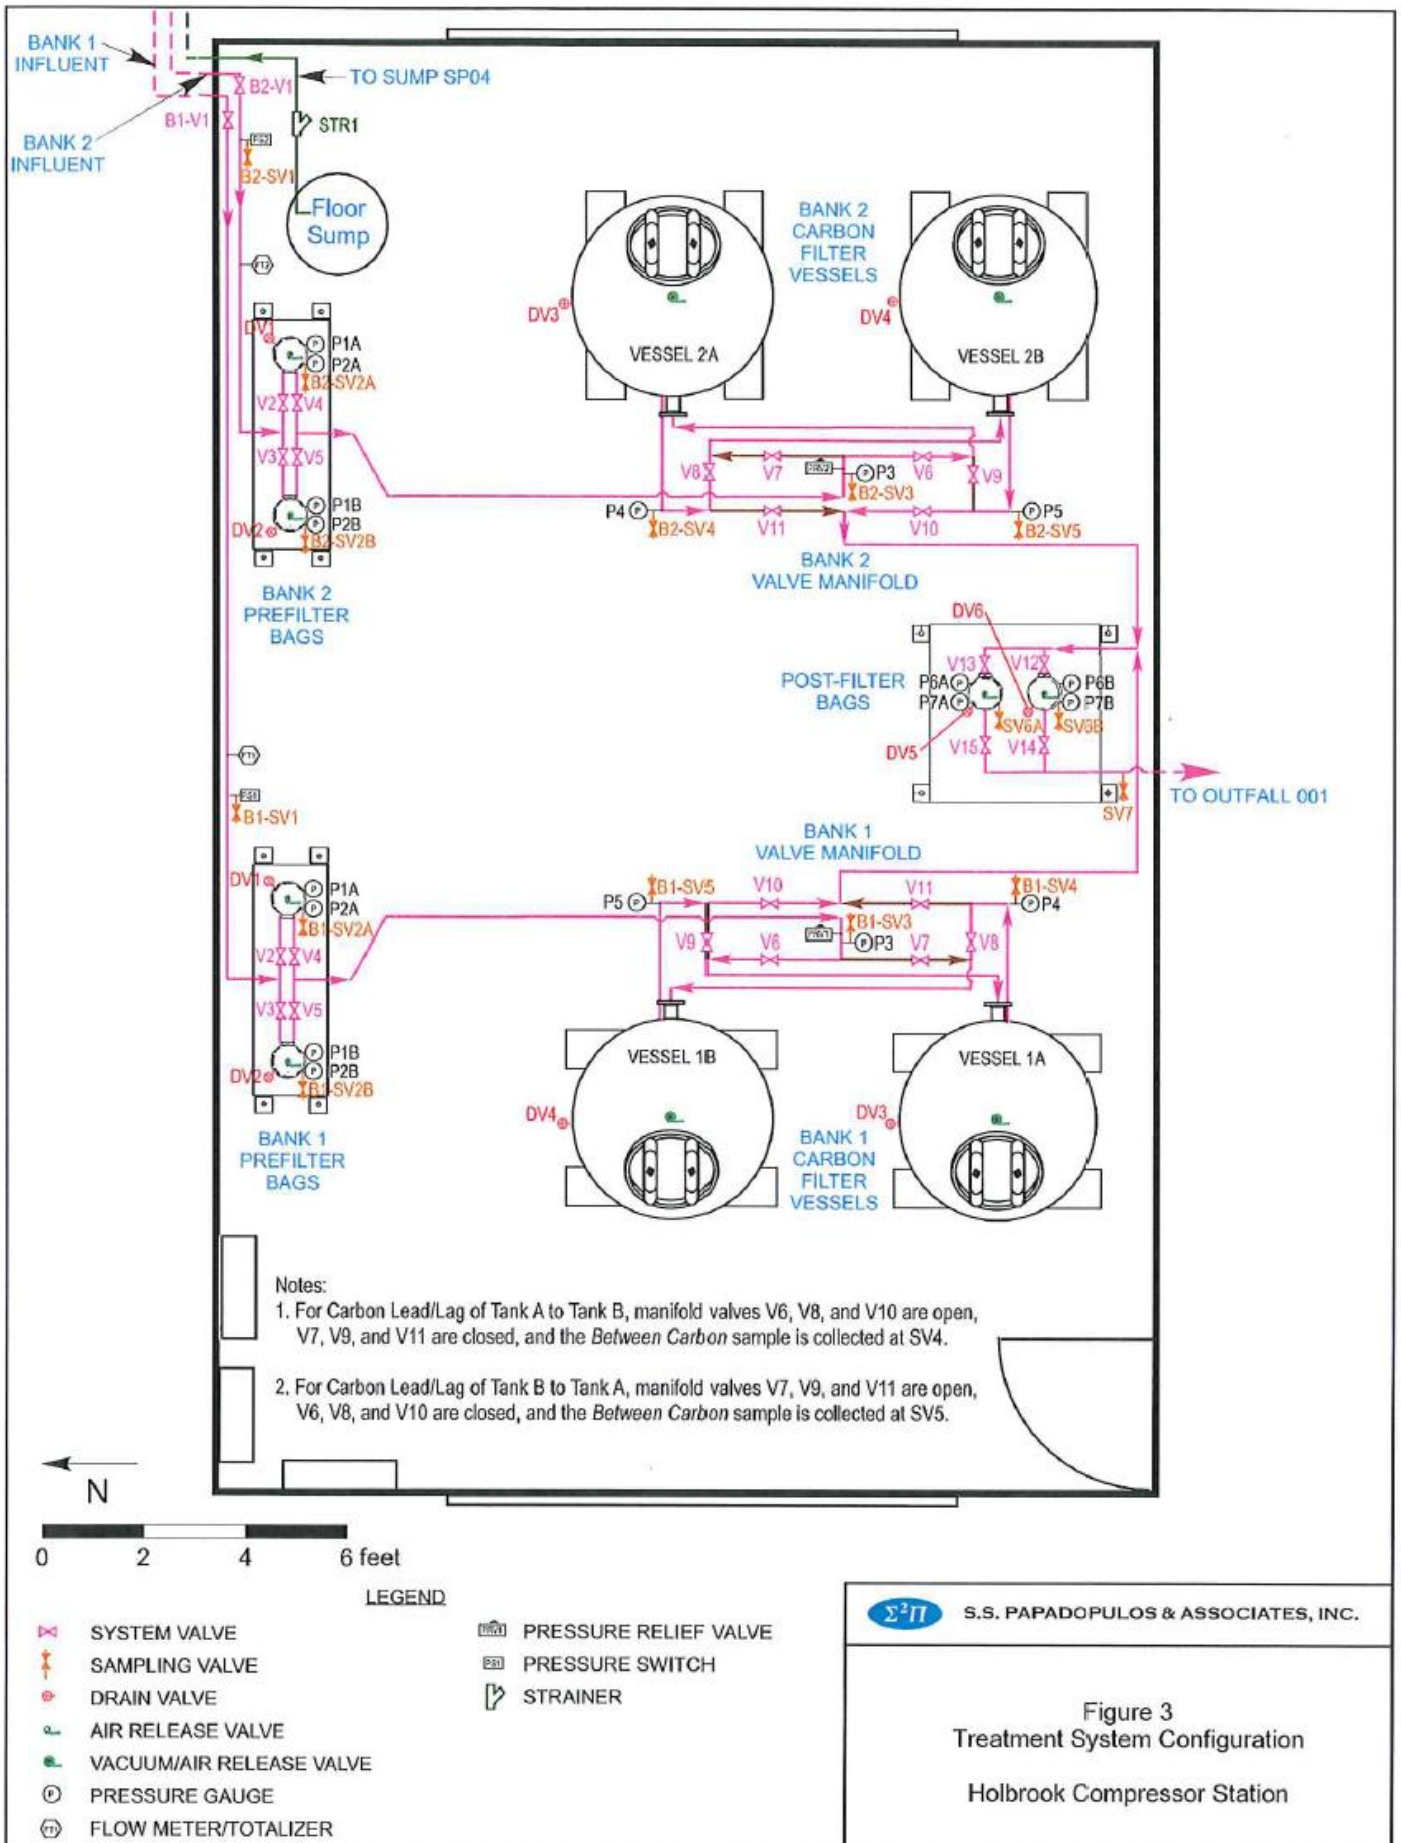 BANK 1
INFLUENT
TO SUMP SP04
B2-V1
B1-V1
STR1
BANK 2
INFLUENT
PS2
B2-SV1
Floor
Sump
FT2
BANK 2
CARBON
FILTER
VESSELS
DV3
DV4
VESSEL 2A
VESSEL 2B
DV1
P1A
P2A
B2-SV2A
V2
V4
V3
V5
P1B
P2B
DV2
B2-SV2B
BANK 2
PREFILTER
BAGS
V8
V7
PRV2
P3
V6
V9
B2-SV3
P4
B2-SV4
V11
V10
P5
B2-SV5
BANK 2
VALVE MANIFOLD
DV6
V13
V12
POST-FILTER
BAGS
P6A
P7A
P6B
P7B
SV6A
SV6B
DV5
V15
V14
TO OUTFALL 001
SV7
FT1
PS1
B1-SV1
BANK 1
VALVE MANIFOLD
DV1
P1A
P2A
B1-SV2A
V2
V4
V3
V5
P1B
P2B
DV2
B1-SV2B
BANK 1
PREFILTER
BAGS
P5
B1-SV5
V10
V11
B1-SV4
P4
B1-SV3
V9
V6
PRV1
P3
V7
V8
VESSEL 1B
VESSEL 1A
DV4
DV3
BANK 1
CARBON
FILTER
VESSELS
Notes:
1. For Carbon Lead/Lag of Tank A to Tank B, manifold valves V6, V8, and V10 are open,
V7, V9, and V11 are closed, and the Between Carbon sample is collected at SV4.
2. For Carbon Lead/Lag of Tank B to Tank A, manifold valves V7, V9, and V11 are open,
V6, V8, and V10 are closed, and the Between Carbon sample is collected at SV5.
N
0 2 4 6 feet
LEGEND
SYSTEM VALVE
SAMPLING VALVE
DRAIN VALVE
AIR RELEASE VALVE
VACUUM/AIR RELEASE VALVE
P PRESSURE GAUGE
FT1 FLOW METER/TOTALIZER
PRV1 PRESSURE RELIEF VALVE
PS1 PRESSURE SWITCH
STRAINER
Σ²Π S.S. PAPADOPULOS & ASSOCIATES, INC.
Figure 3
Treatment System Configuration
Holbrook Compressor Station